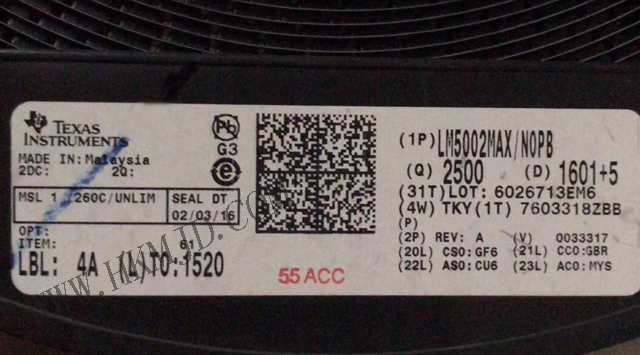 TEXAS
INSTRUMENTS
MADE IN: Malaysia
2DC: 2Q:
MSL 1 /260C/UNLIM
SEAL DT
02/03/16
OPT:
ITEM:
61
LBL: 4A (L)TO:1520
Pb
G3
e
55 ACC
(1P) LM5002MAX/NOPB
(Q) 2500 (D) 1601+5
(31T) LOT: 6026713EM6
(4W) TKY (1T) 7603318ZBB
(P)
(2P) REV: A (V) 0033317
(20L) CSO:GF6 (21L) CCO:GBR
(22L) ASO:CU6 (23L) ACO:MYS
WWW.HKMJD.COM